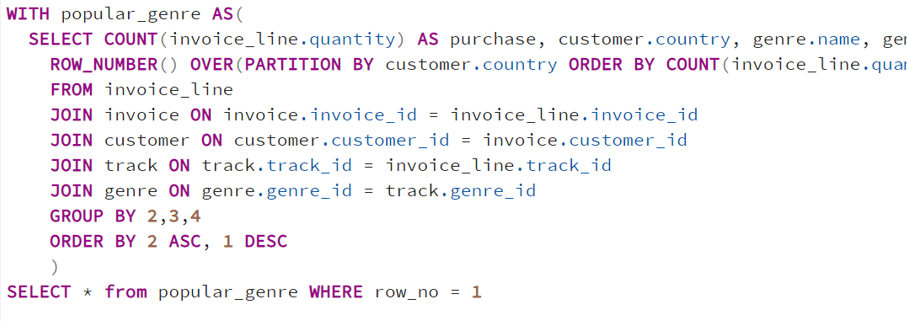 WITH popular_genre AS(
SELECT COUNT(invoice_line.quantity) AS purchase, customer.country, genre.name,
ROW_NUMBER() OVER(PARTITION BY customer.country ORDER BY COUNT(invoice_line.
FROM invoice_line
JOIN invoice ON invoice.invoice_id = invoice_line.invoice_id
JOIN customer ON customer.customer_id = invoice.customer_id
JOIN track ON track.track_id = invoice_line.track_id
JOIN genre ON genre.genre_id = track.genre_id
GROUP BY 2,3,4
ORDER BY 2 ASC, 1 DESC
)
SELECT * from popular_genre WHERE row_no = 1